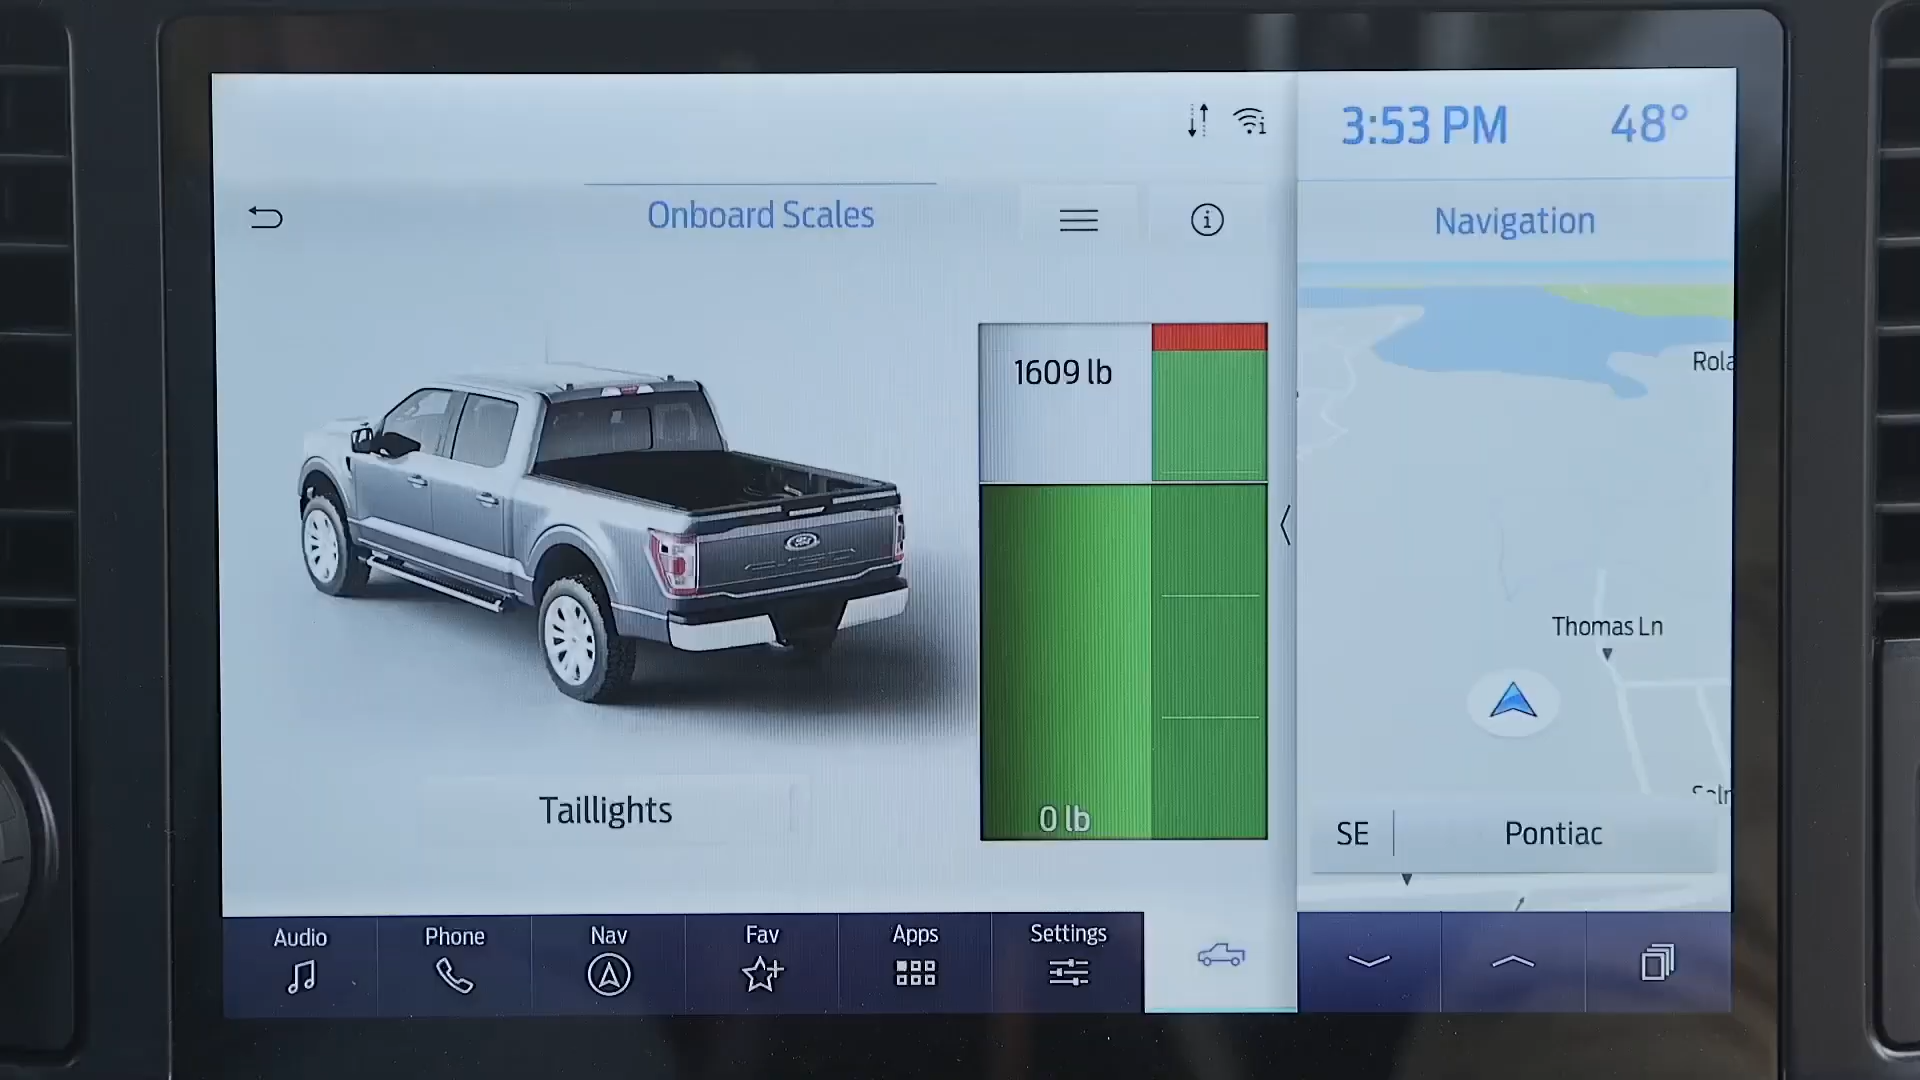 3:53 PM
48°
Onboard Scales
i
Navigation
1609 lb
Rola
Thomas Ln
0 lb
Taillights
SE
Pontiac
Audio
Phone
Nav
Fav
Apps
Settings
Ford